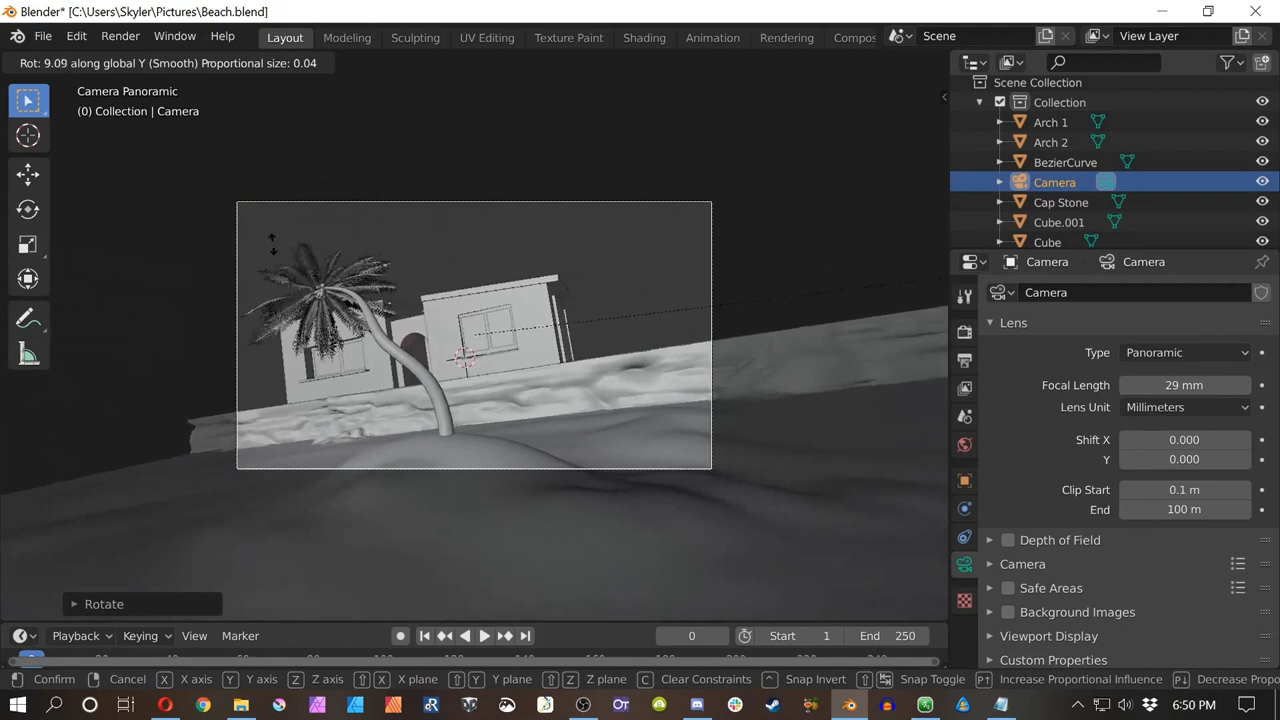 Blender* [C:\Users\Skyler\Pictures\Beach.blend]
File Edit Render Window Help Layout Modeling Sculpting UV Editing Texture Paint Shading Animation Rendering Compos Scene View Layer
Rot: 9.09 along global Y (Smooth) Proportional size: 0.04
Camera Panoramic
(0) Collection | Camera
Scene Collection
Collection
Arch 1
Arch 2
BezierCurve
Camera
Cap Stone
Cube.001
Cube
Camera Camera
Camera
Lens
Type Panoramic
Focal Length 29 mm
Lens Unit Millimeters
Shift X 0.000
Y 0.000
Clip Start 0.1 m
End 100 m
Depth of Field
Camera
Safe Areas
Background Images
Viewport Display
Custom Properties
Rotate
Playback Keying View Marker 0 Start 1 End 250
Confirm Cancel X X axis Y Y axis Z Z axis X X plane Y Y plane Z Z plane C Clear Constraints Snap Invert Snap Toggle Increase Proportional Influence Decrease Propo
6:50 PM